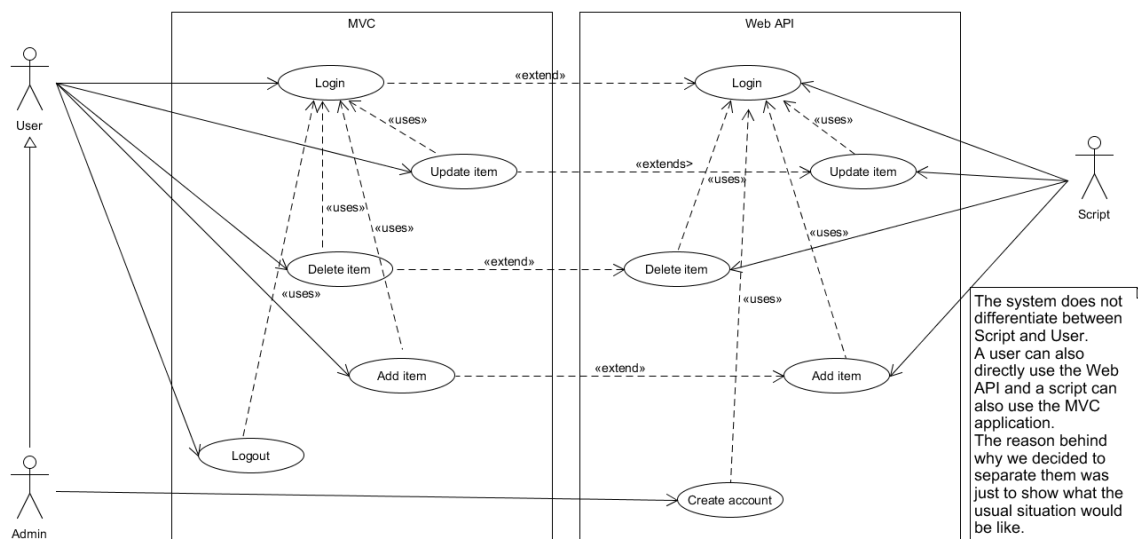 MVC
Web API
Login
«extend»
Login
User
«uses»
«uses»
Update item
«extends>
Update item
«uses»
Script
«uses»
«uses»
«uses»
Delete item
«extend»
Delete item
«uses»
«uses»
Add item
«extend»
Add item
Logout
Create account
Admin
The system does not
differentiate between
Script and User.
A user can also
directly use the Web
API and a script can
also use the MVC
application.
The reason behind
why we decided to
separate them was
just to show what the
usual situation would
be like.